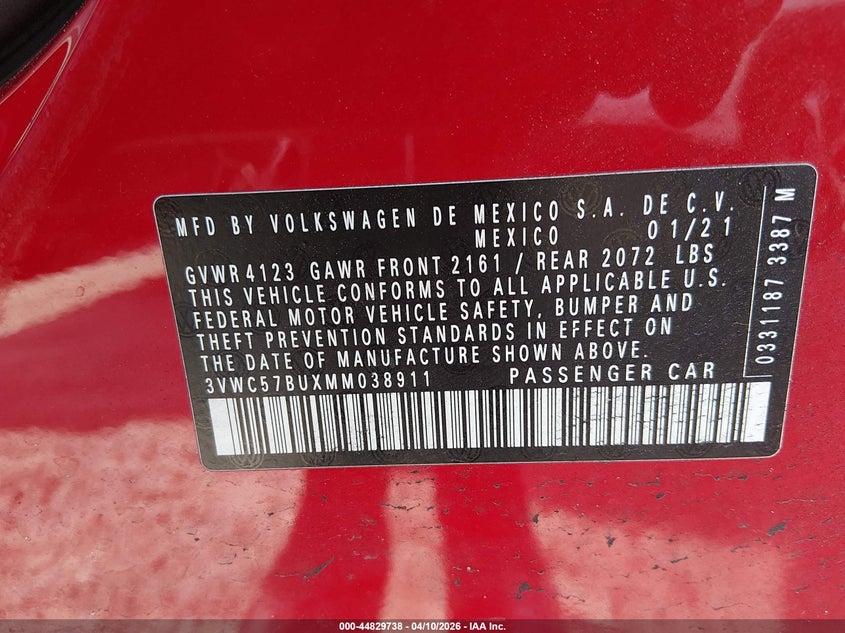 MFD BY VOLKSWAGEN DE MEXICO S.A. DE C.V.
MEXICO 01/21
GVWR 4123 GAWR FRONT 2161 / REAR 2072 LBS
THIS VEHICLE CONFORMS TO ALL APPLICABLE U.S.
FEDERAL MOTOR VEHICLE SAFETY, BUMPER AND
THEFT PREVENTION STANDARDS IN EFFECT ON
THE DATE OF MANUFACTURE SHOWN ABOVE.
3VWC57BUXMM038911 PASSENGER CAR
0331187 3387 M
000-44829738 - 04/10/2026 - IAA Inc.